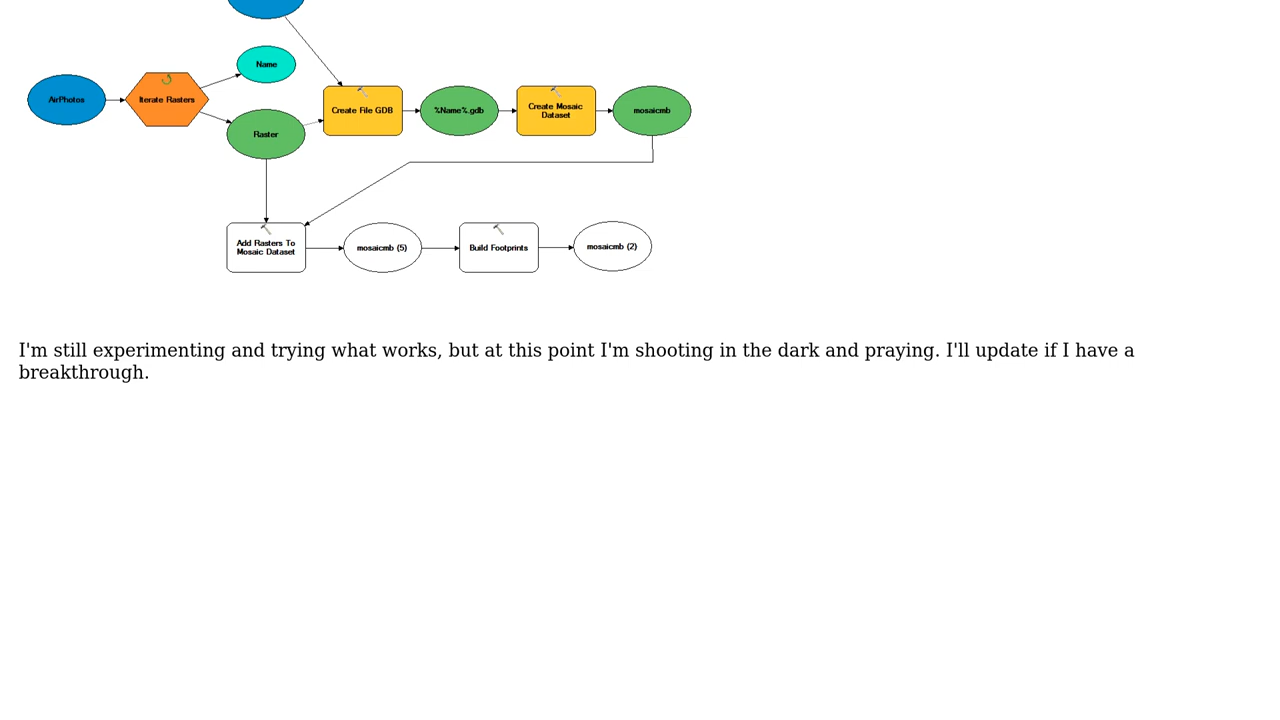 Name
AirPhotos
Iterate Rasters
Create File GDB
%Name%.gdb
Create Mosaic
Dataset
mosaicmb
Raster
Add Rasters To
Mosaic Dataset
mosaicmb (5)
Build Footprints
mosaicmb (2)
I'm still experimenting and trying what works, but at this point I'm shooting in the dark and praying. I'll update if I have a
breakthrough.